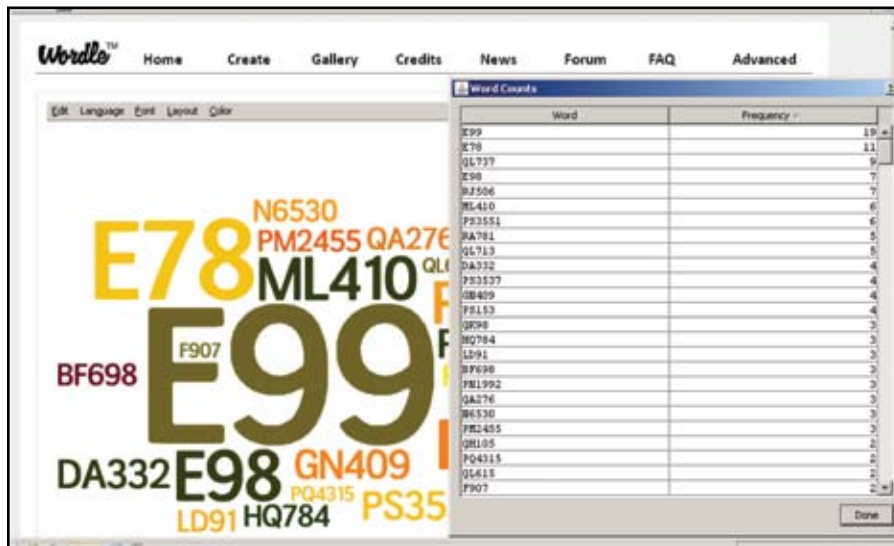 Wordle™ Home Create Gallery Credits News Forum FAQ Advanced
Edit Language Font Layout Color
N6530
E78
PM2455 QA276
ML410
F907
E99
BF698
DA332 E98 GN409
PQ4315
PS35
LD91 HQ784
Word Counts
Word Frequency
E99 19
E78 11
QL737 9
E98 7
RJ506 7
ML410 6
PS3551 6
RA781 5
QL713 5
DA332 4
PS3537 4
GN409 4
PS153 4
QK98 3
HQ784 3
LD91 3
BF698 3
PN1992 3
QA276 3
N6530 3
PM2455 3
QH105 2
PQ4315 2
QL615 2
F907 2
Done